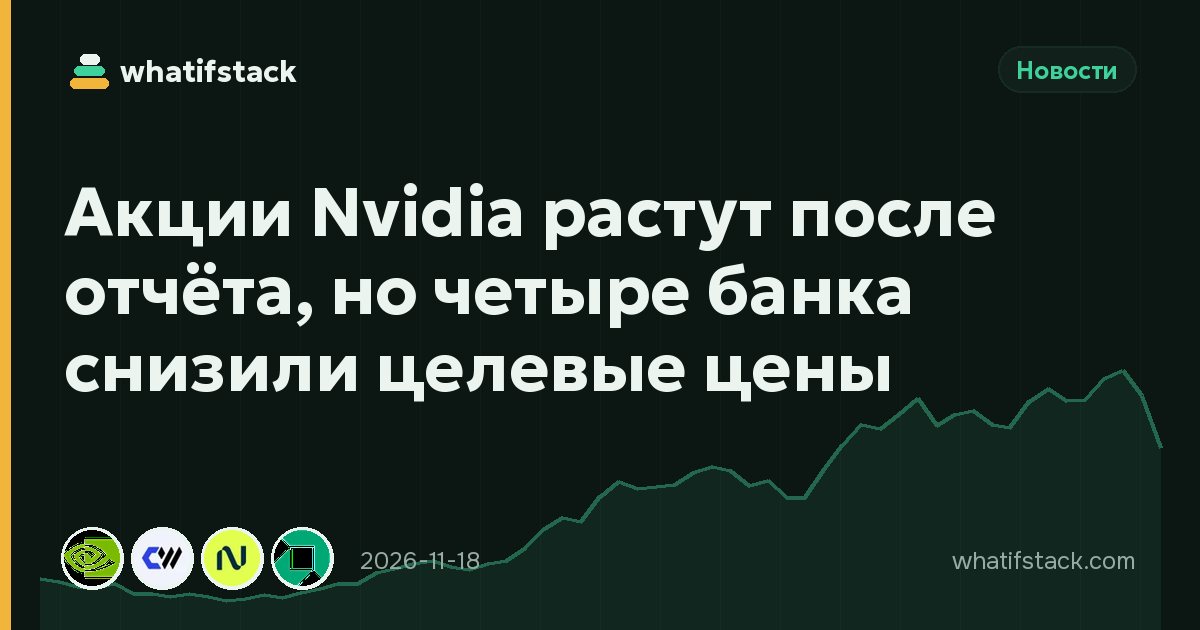 whatifstack
Новости
Акции Nvidia растут после
отчёта, но четыре банка
снизили целевые цены
2026-11-18
whatifstack.com